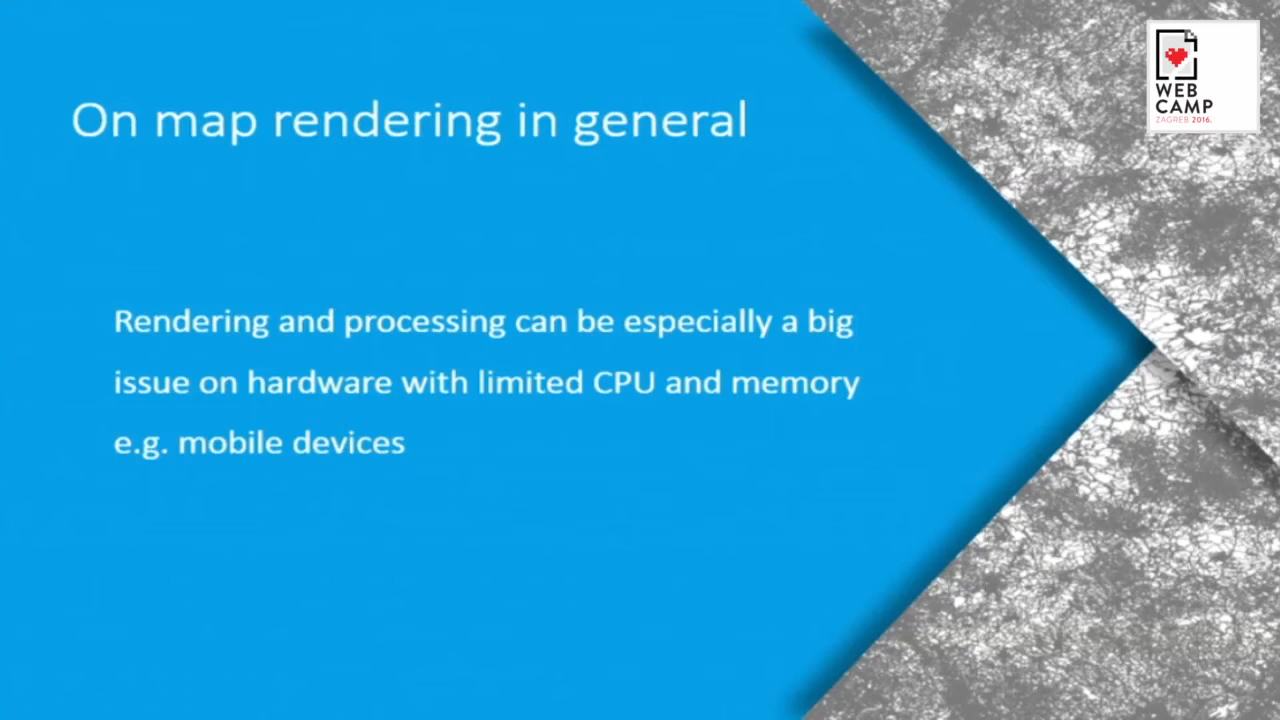 On map rendering in general
Rendering and processing can be especially a big
issue on hardware with limited CPU and memory
e.g. mobile devices
WEB
CAMP
ZAGREB 2016.